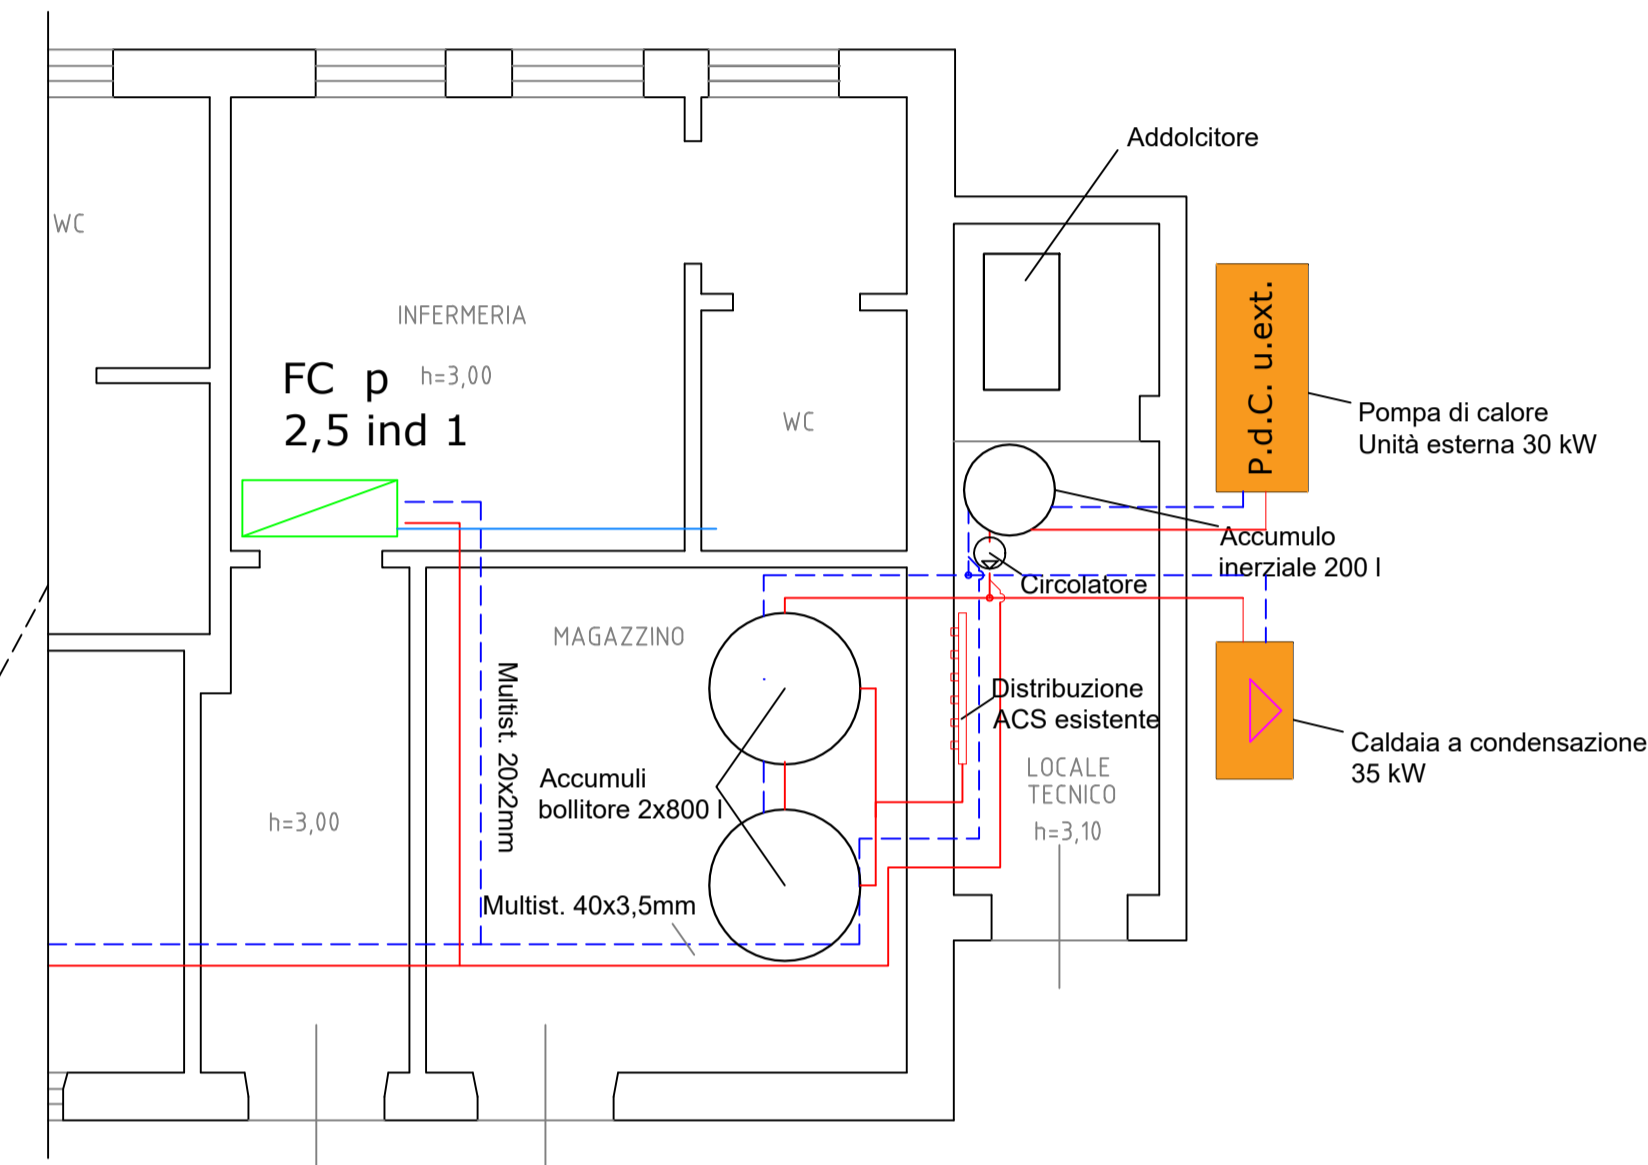 Addolcitore
WC
INFERMERIA
h=3,00
FC p
2,5 ind 1
WC
P.d.C. u.ext.
Pompa di calore
Unità esterna 30 kW
Accumulo
inerziale 200 l
Circolatore
MAGAZZINO
Multist. 20x2mm
Distribuzione
ACS esistente
Caldaia a condensazione
35 kW
Accumuli
bollitore 2x800 l
LOCALE
TECNICO
h=3,10
h=3,00
Multist. 40x3,5mm